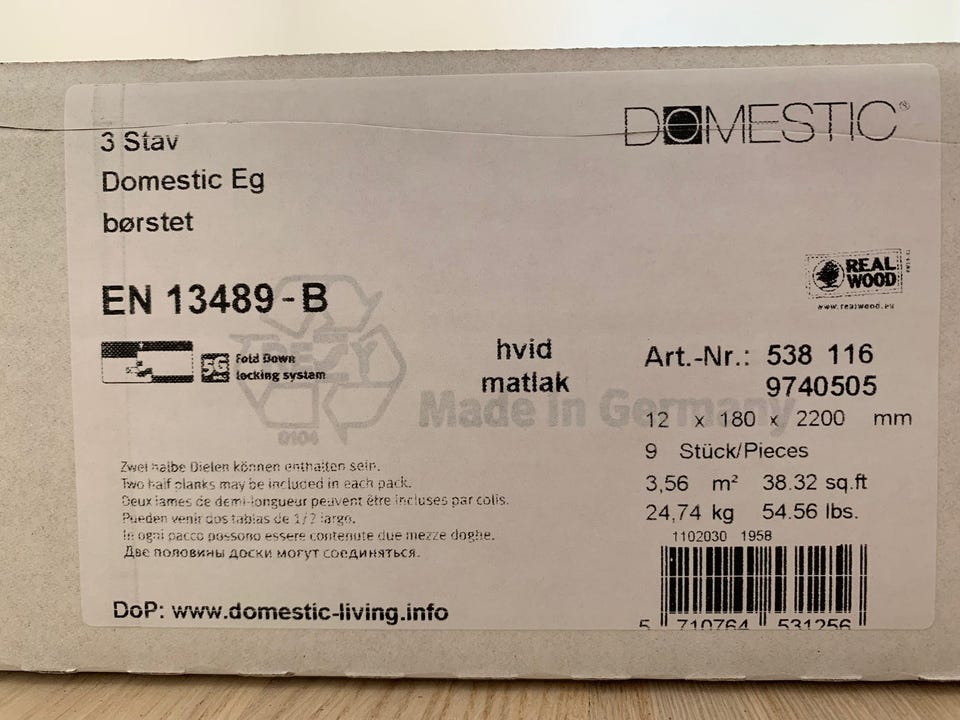 DOMESTIC®
3 Stav
Domestic Eg
børstet
REAL
WOOD
www.realwood.eu
EN 13489-B
5G
Fold Down
locking system
RESY
0104
hvid
matlak
Made in Germany
Art.-Nr.: 538 116
9740505
12 x 180 x 2200 mm
9 Stück/Pieces
3,56 m² 38.32 sq.ft
24,74 kg 54.56 lbs.
Zwei halbe Dielen können enthalten sein.
Two half planks may be included in each pack.
Deux lames de demi-longueur peuvent être incluses par colis.
Pueden venir dos tablas de 1/2 largo.
In ogni pacco possono essere contenute due mezze doghe.
Две половины доски могут соединяться.
1102030 1958
5 710764 531256
DoP: www.domestic-living.info